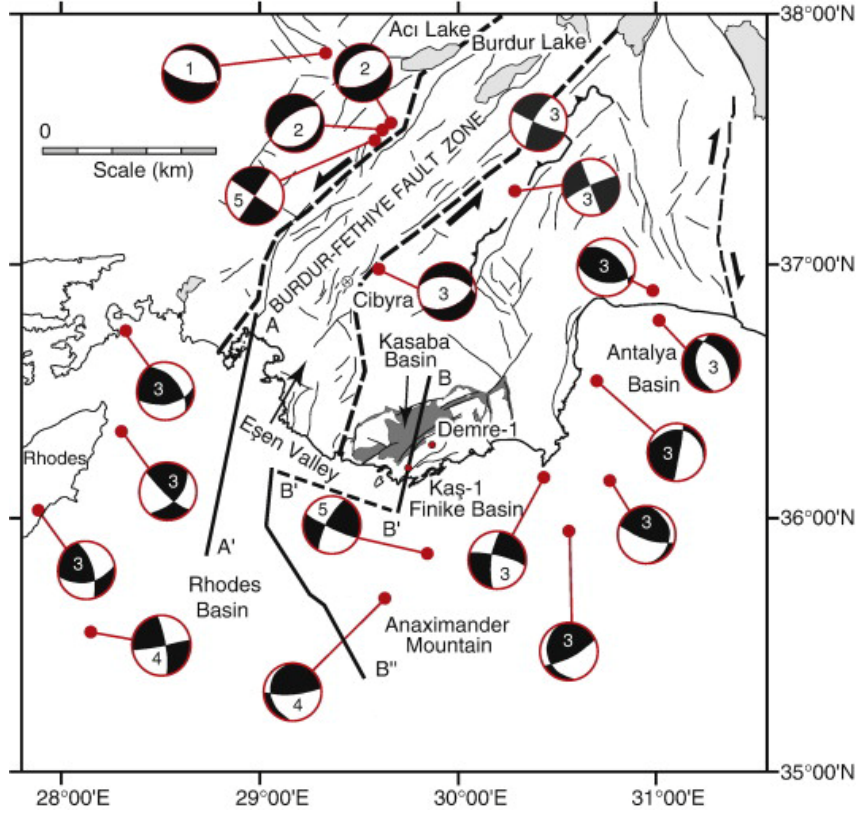 38°00'N
Acı Lake
Burdur Lake
1
2
2
3
0
Scale (km)
5
BURDUR-FETHIYE FAULT ZONE
3
3
37°00'N
3
Cibyra
A
Kasaba
Basin
B
Antalya
Basin
3
3
Demre-1
Eşen Valley
Rhodes
3
3
B'
Kaş-1
Finike Basin
B'
5
36°00'N
A'
3
3
3
Rhodes
Basin
Anaximander
Mountain
4
3
B"
4
35°00'N
28°00'E
29°00'E
30°00'E
31°00'E